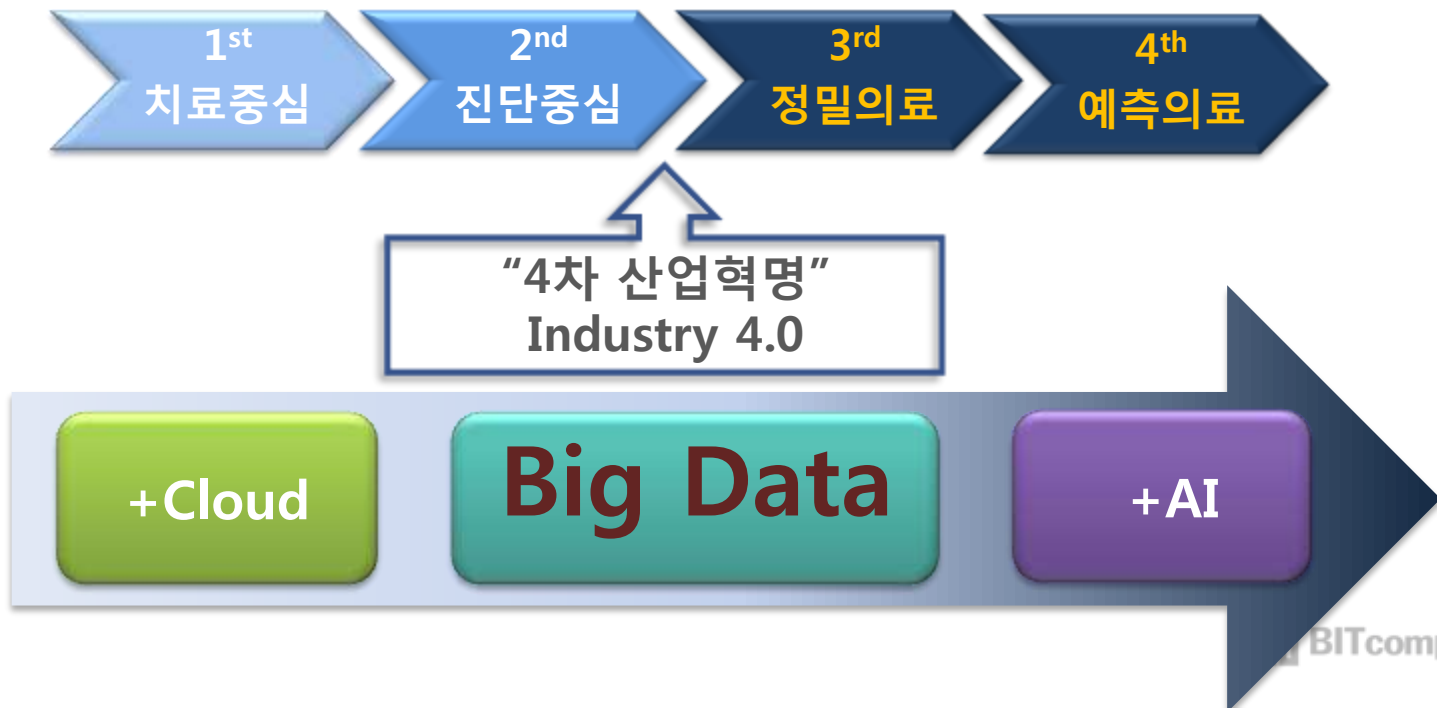 1st
치료중심
2nd
진단중심
3rd
정밀의료
4th
예측의료
“4차 산업혁명”
Industry 4.0
+Cloud
Big Data
+AI